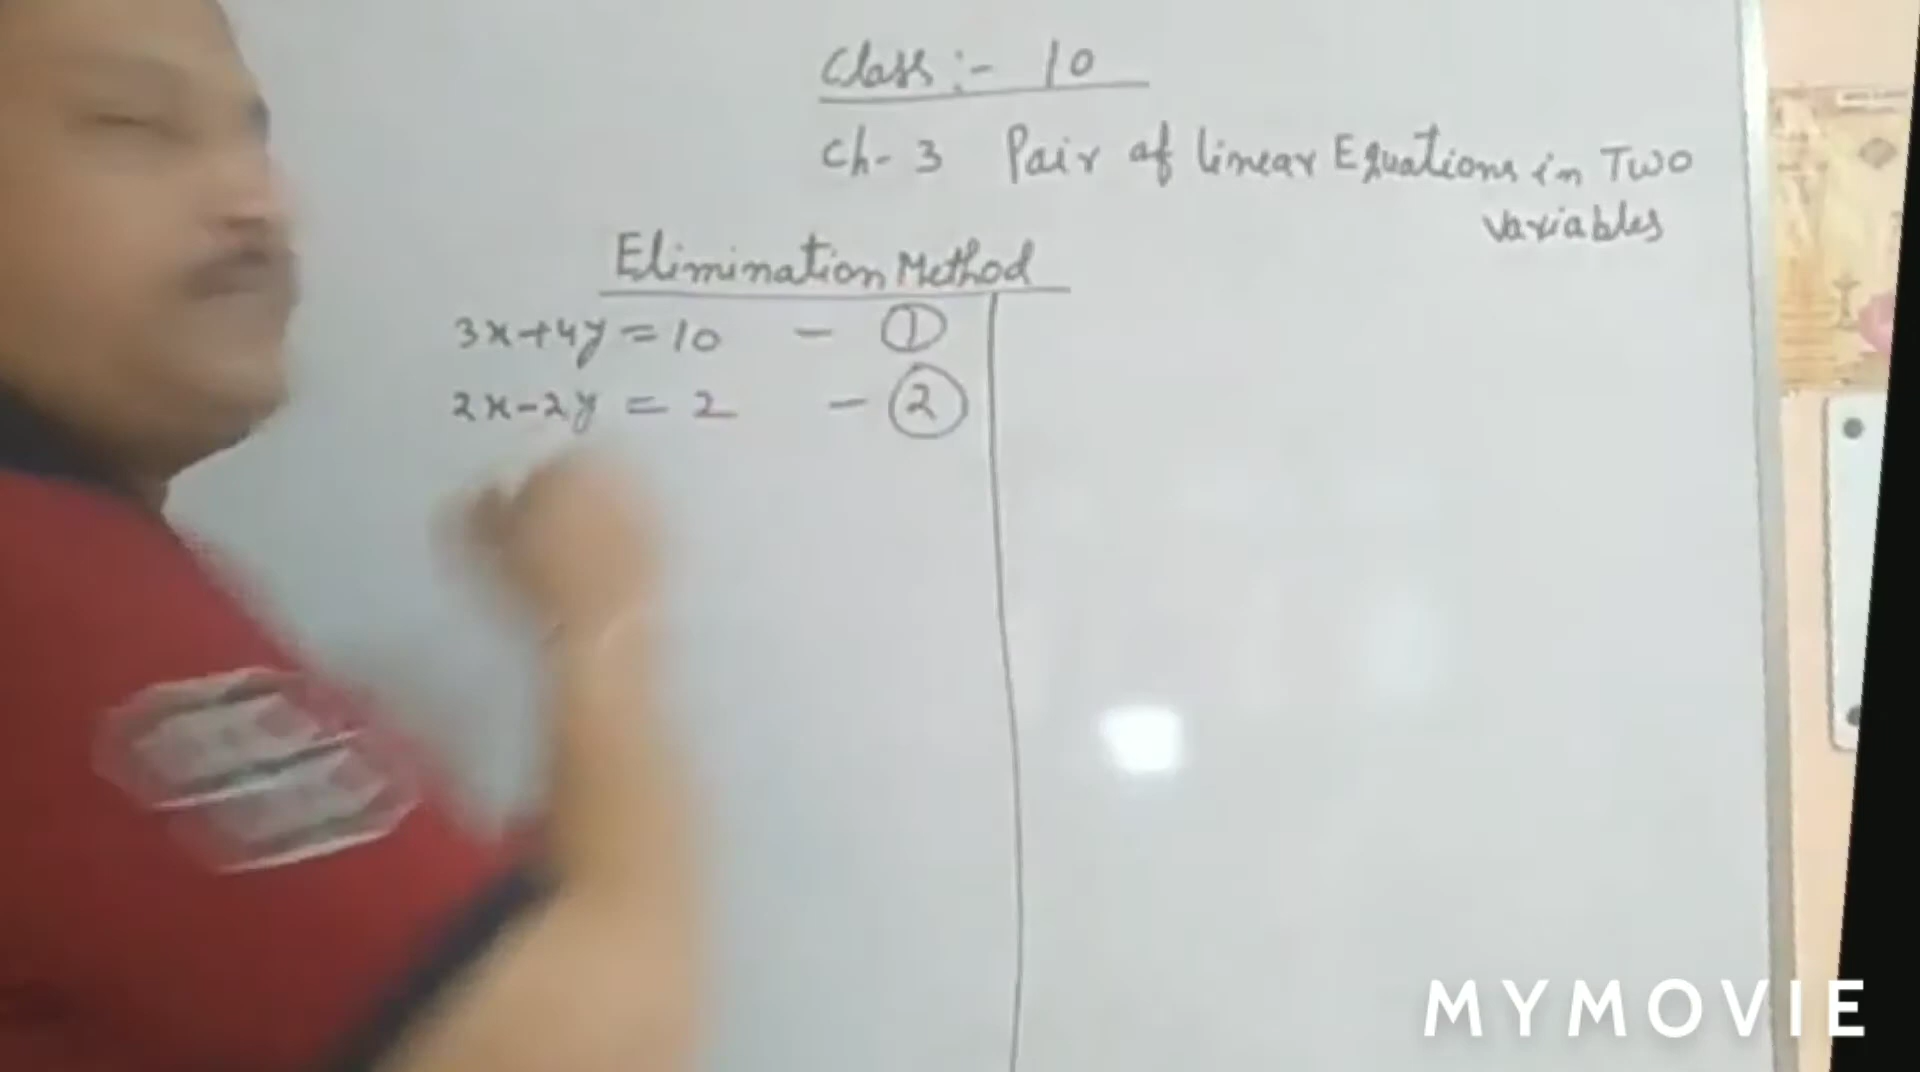 Class :- 10
Ch- 3 Pair of linear Equations in Two
variables
Elimination Method
3x+4y = 10 - ①
2x-2y = 2 - ②
MYMOVIE